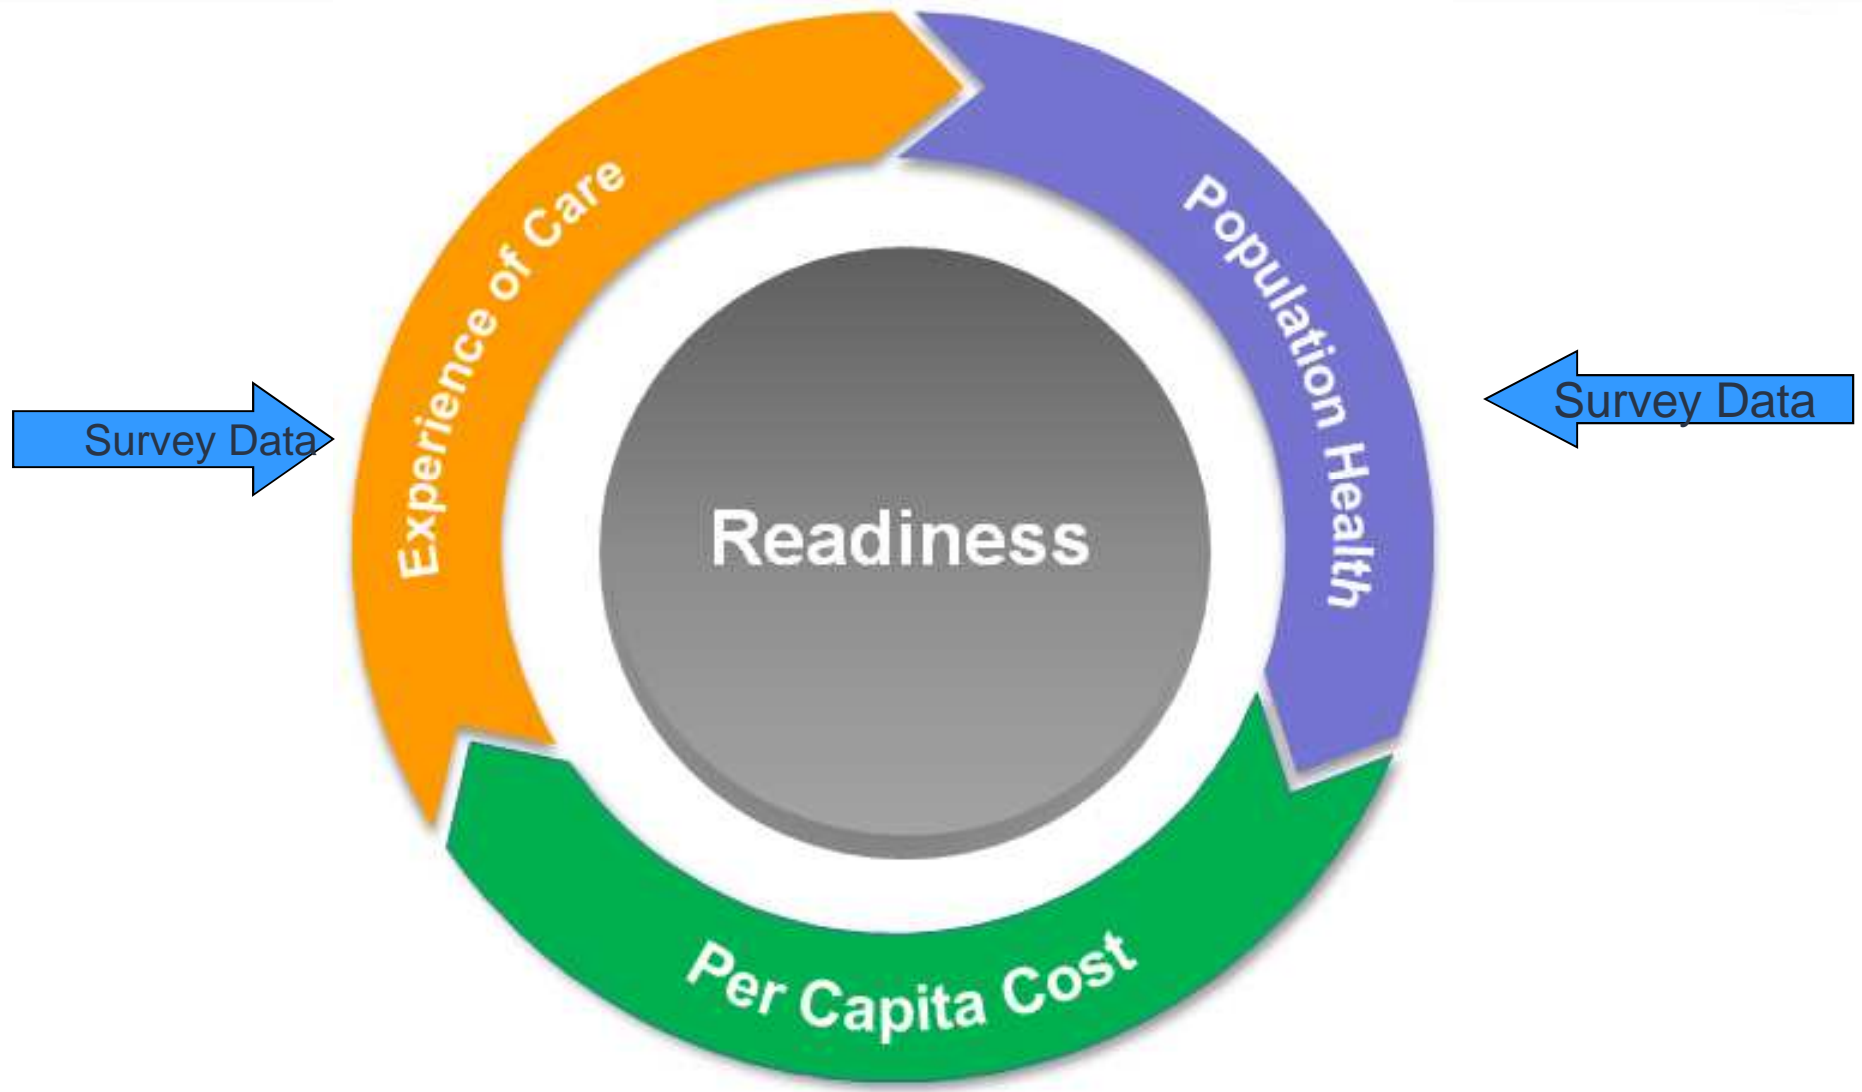 Experience of Care
Population Health
Survey Data
Survey Data
Readiness
Per Capita Cost